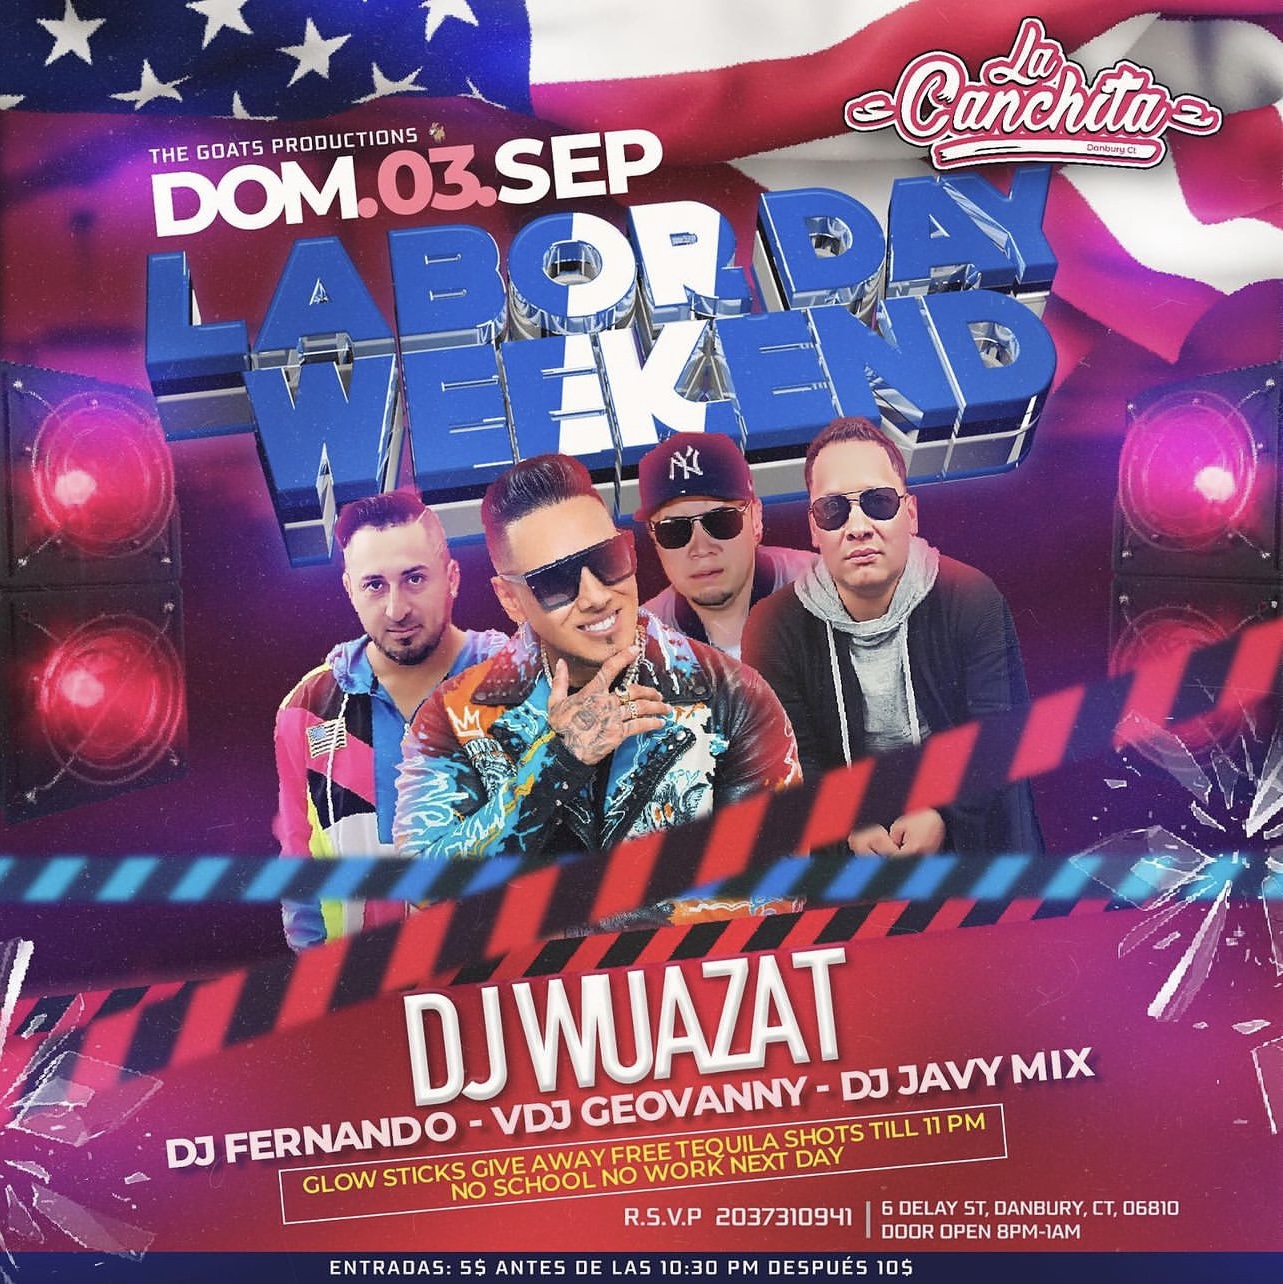 La
Canchita
Danbury Ct
THE GOATS PRODUCTIONS
DOM.03.SEP
LABOR DAY
WEEKEND
NY
DJ WUAZAT
DJ FERNANDO - VDJ GEOVANNY - DJ JAVY MIX
GLOW STICKS GIVE AWAY FREE TEQUILA SHOTS TILL 11 PM
NO SCHOOL NO WORK NEXT DAY
R.S.V.P 2037310941
6 DELAY ST, DANBURY, CT, 06810
DOOR OPEN 8PM-1AM
ENTRADAS: 5$ ANTES DE LAS 10:30 PM DESPUÉS 10$